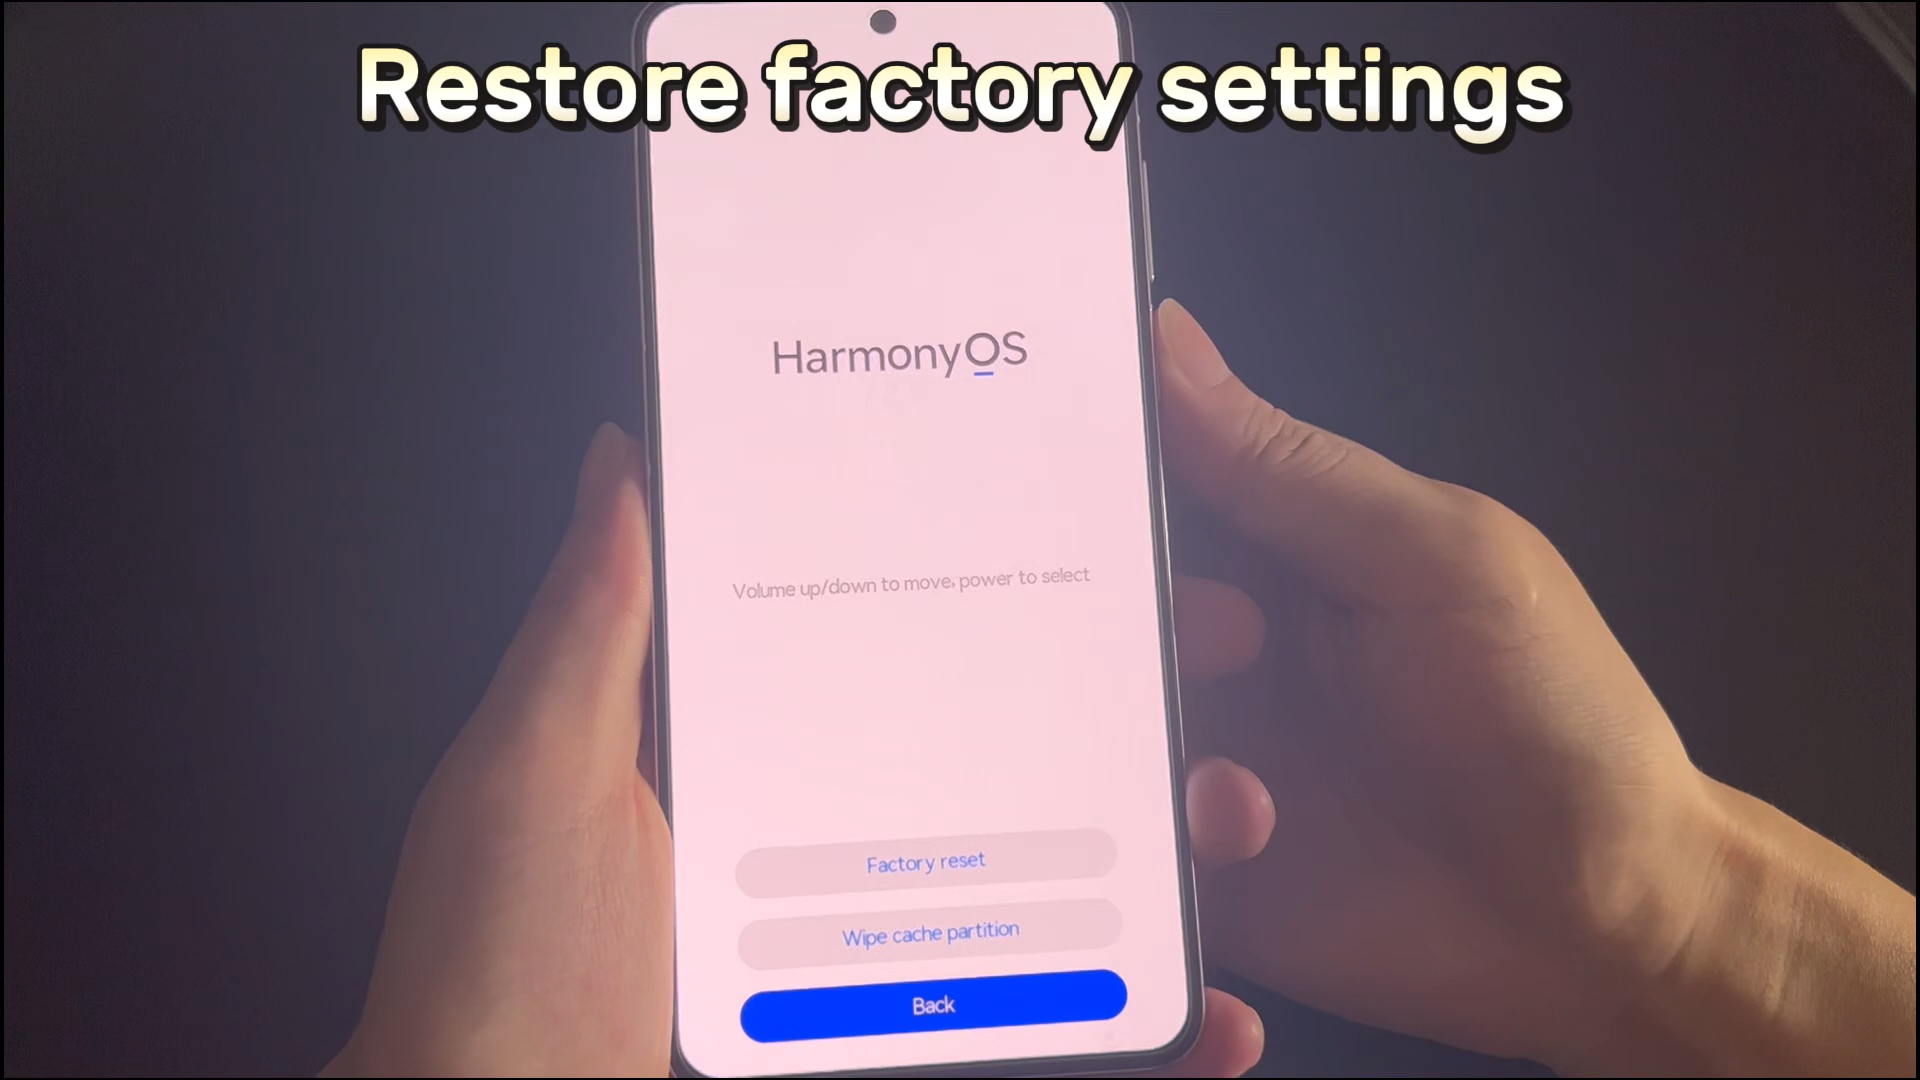 Restore factory settings
HarmonyOS
Volume up/down to move, power to select
Factory reset
Wipe cache partition
Back